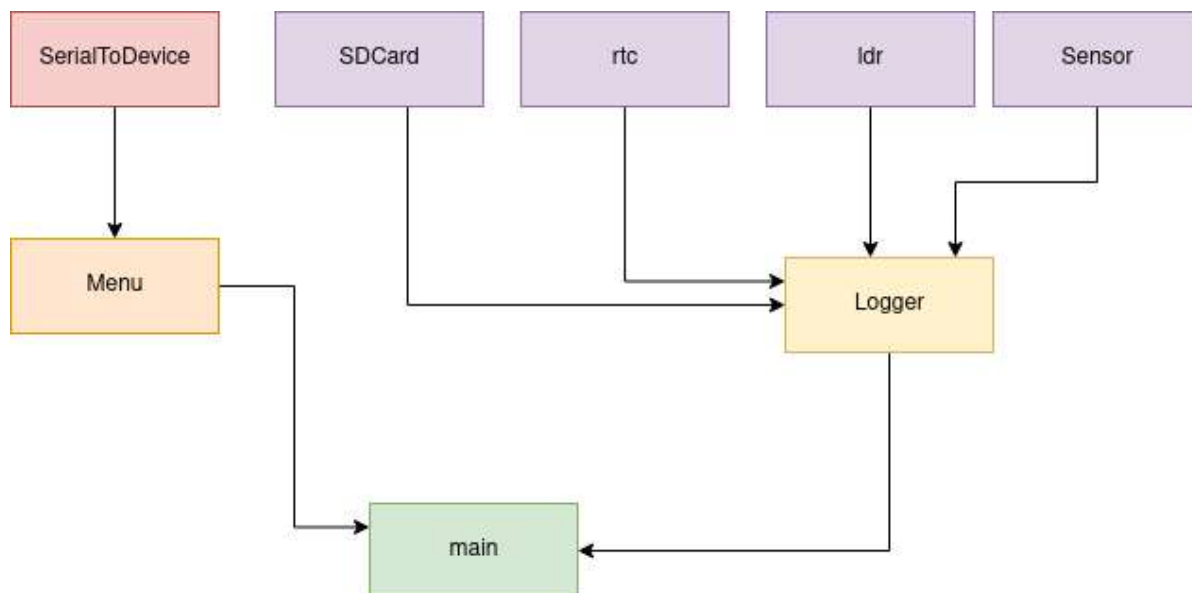 SerialToDevice
SDCard
rtc
ldr
Sensor
Menu
Logger
main